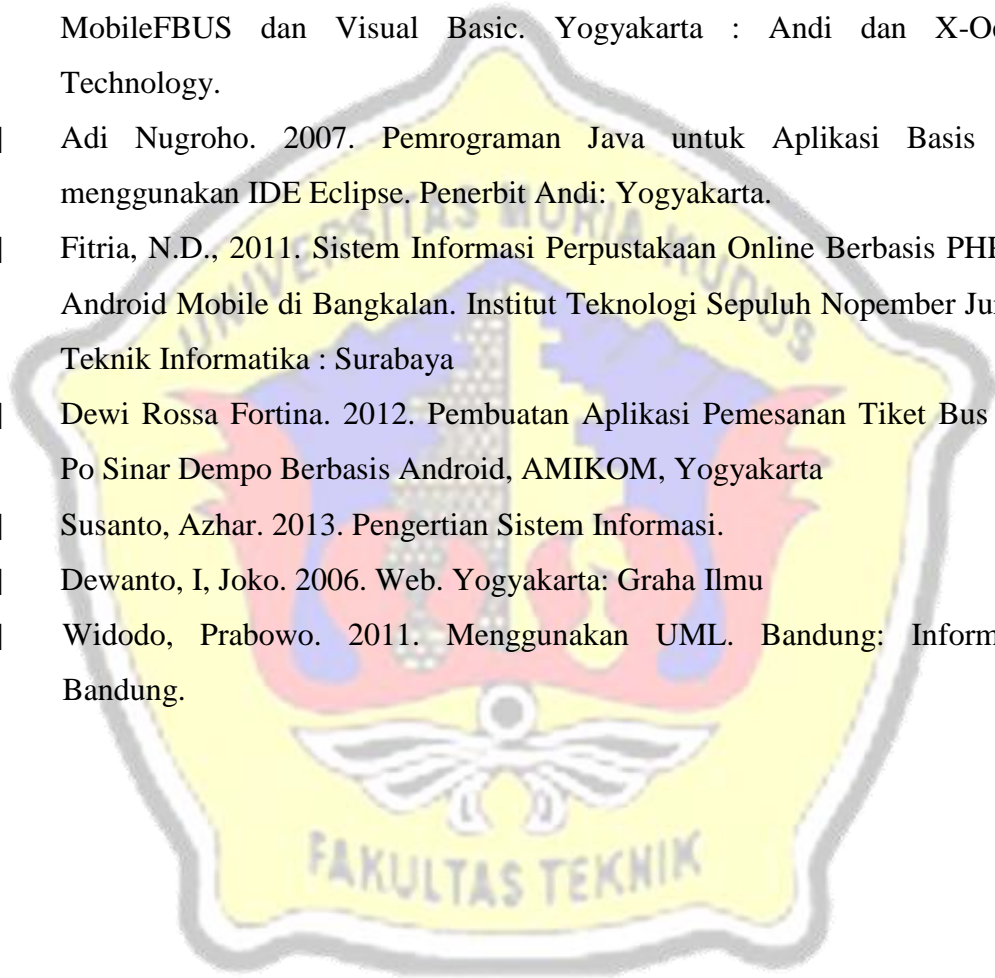 MobileFBUS dan Visual Basic. Yogyakarta : Andi dan
Technology.
Adi Nugroho. 2007. Pemrograman Java untuk Aplikasi Basis
menggunakan IDE Eclipse. Penerbit Andi: Yogyakarta.
Fitria, N.D., 2011. Sistem Informasi Perpustakaan Online Berbasis
Android Mobile di Bangkalan. Institut Teknologi Sepuluh Nopember
Teknik Informatika : Surabaya
Dewi Rossa Fortina. 2012. Pembuatan Aplikasi Pemesanan Tiket Bus
Po Sinar Dempo Berbasis Android, AMIKOM, Yogyakarta
Susanto, Azhar. 2013. Pengertian Sistem Informasi.
Dewanto, I, Joko. 2006. Web. Yogyakarta: Graha Ilmu
Widodo, Prabowo. 2011. Menggunakan UML. Bandung:
Bandung.
UNIVERSITAS MURIA KUDUS
FAKULTAS TEKNIK